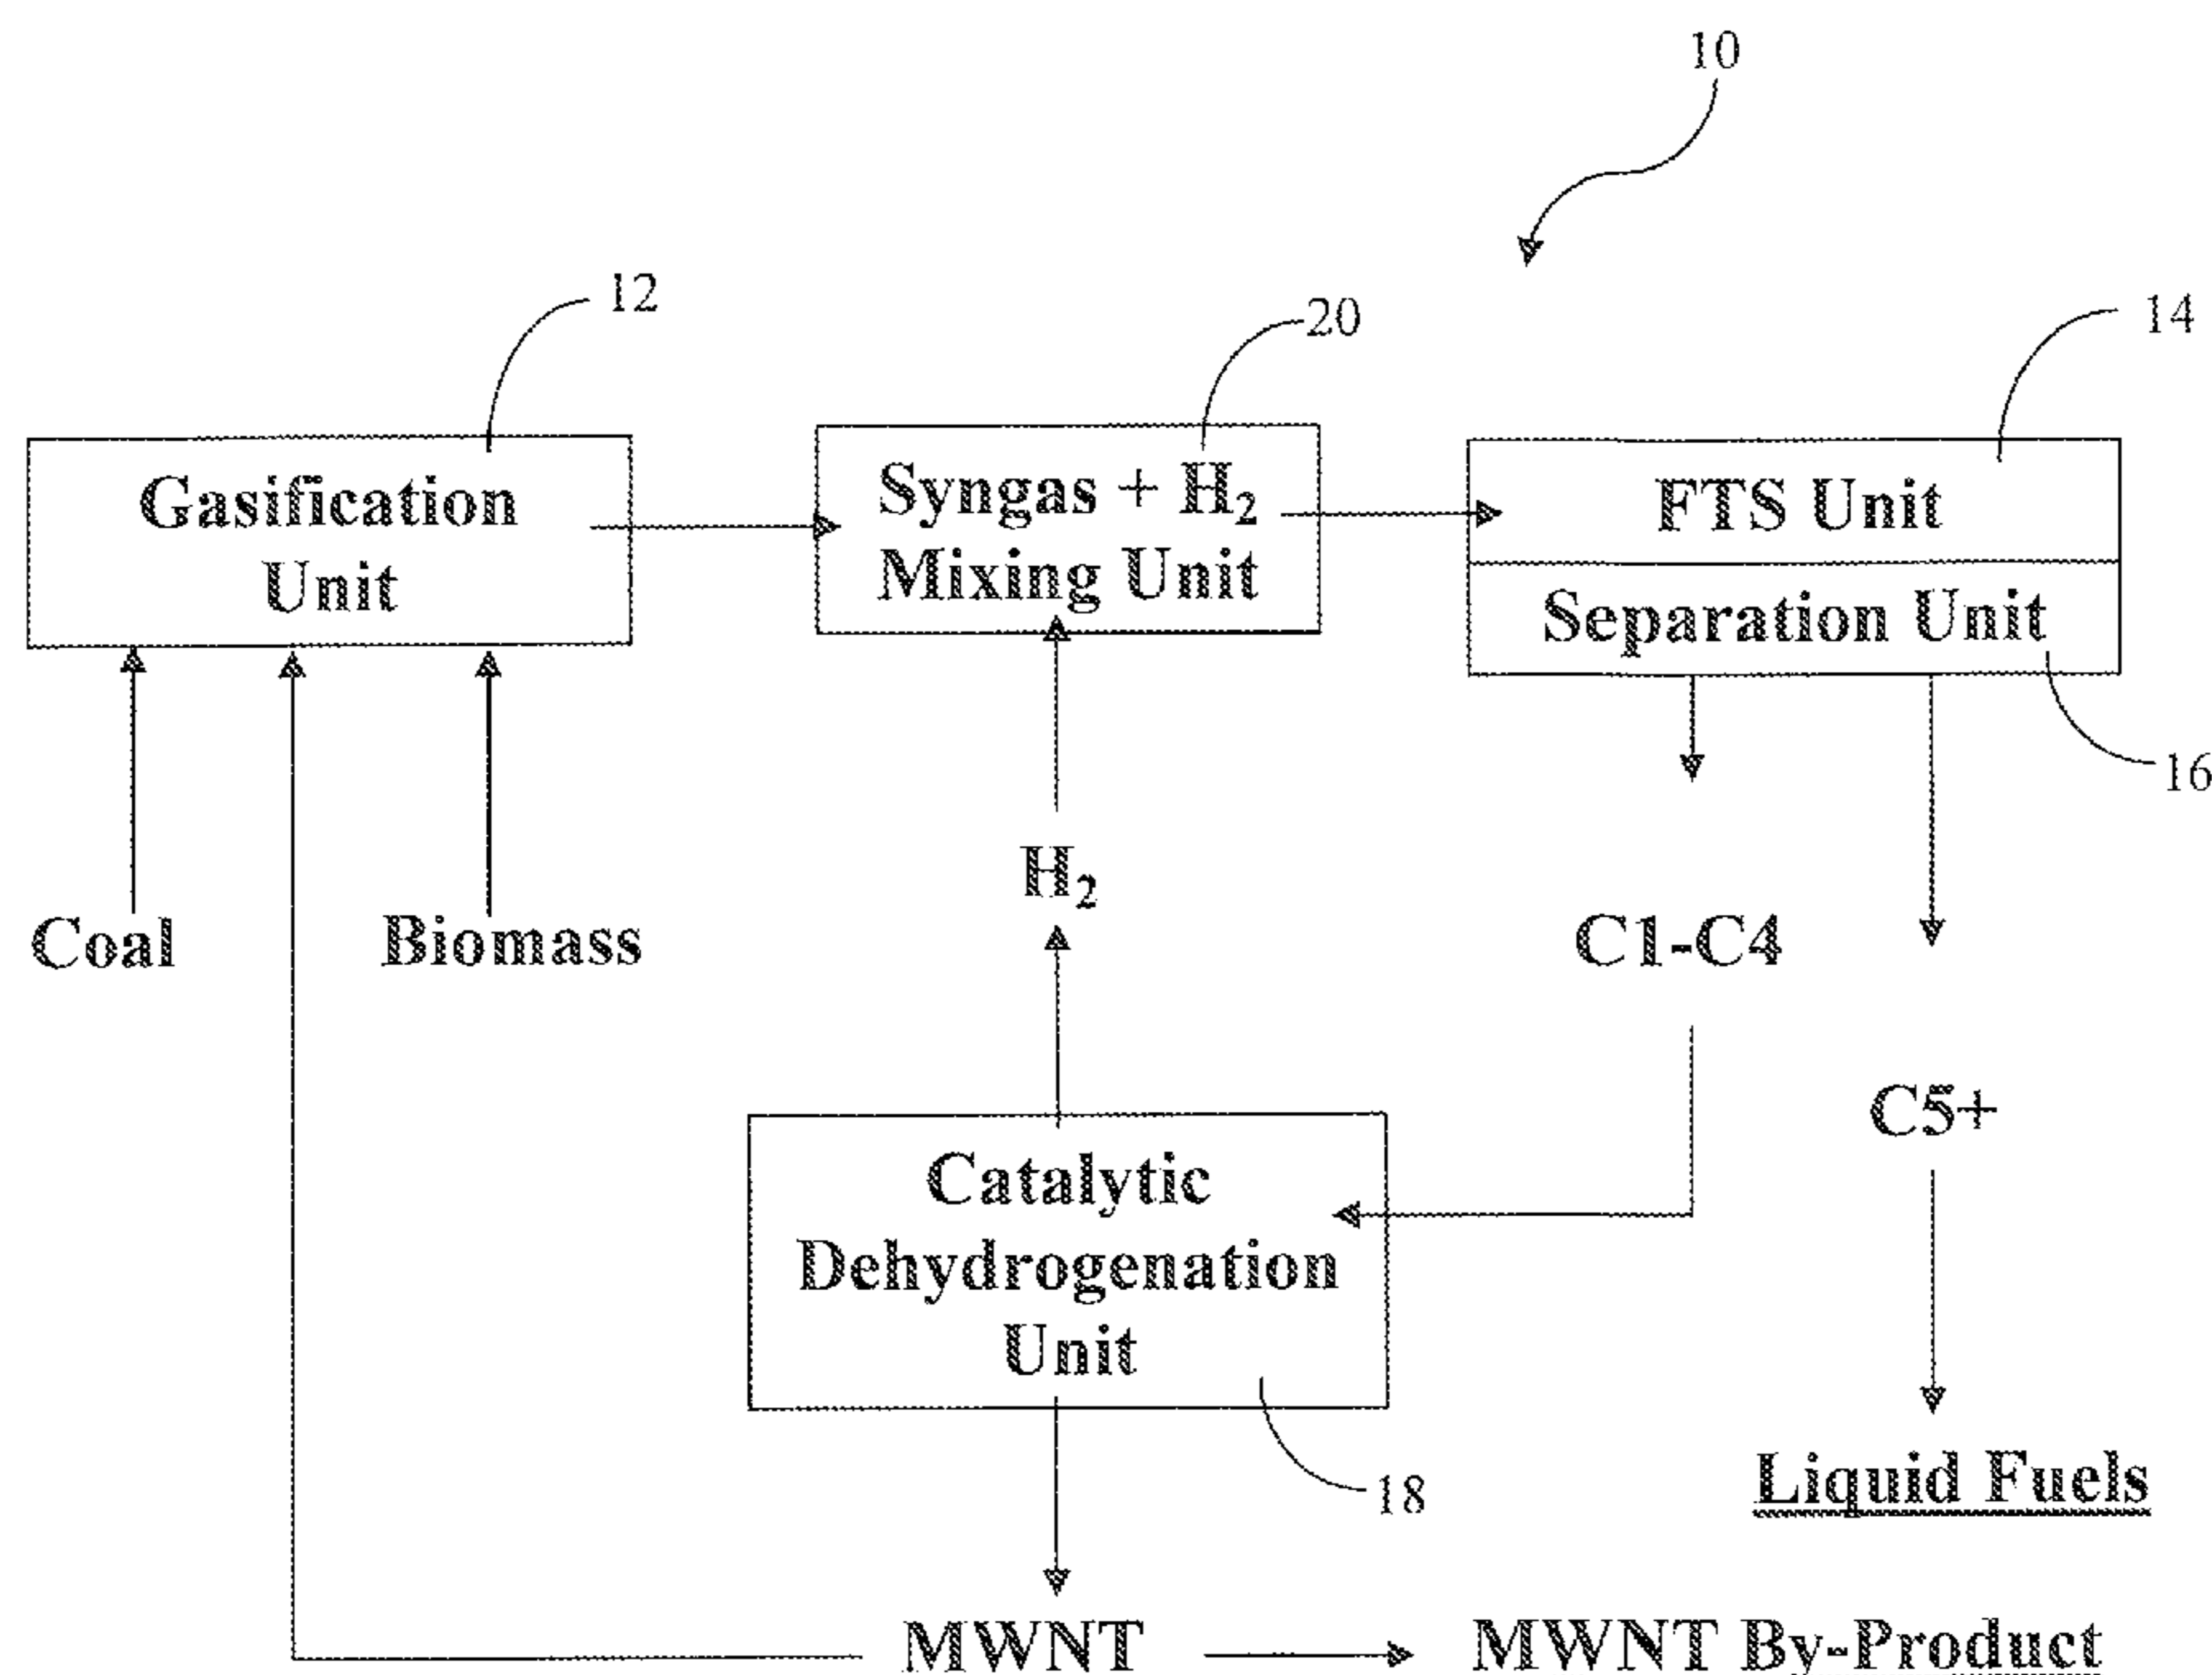 10
12
20
14
Gasification
Unit
Syngas + H₂
Mixing Unit
FTS Unit
Separation Unit
16
H₂
Coal
Biomass
C1-C4
C5+
Catalytic
Dehydrogenation
Unit
18
Liquid Fuels
MWNT
MWNT By-Product